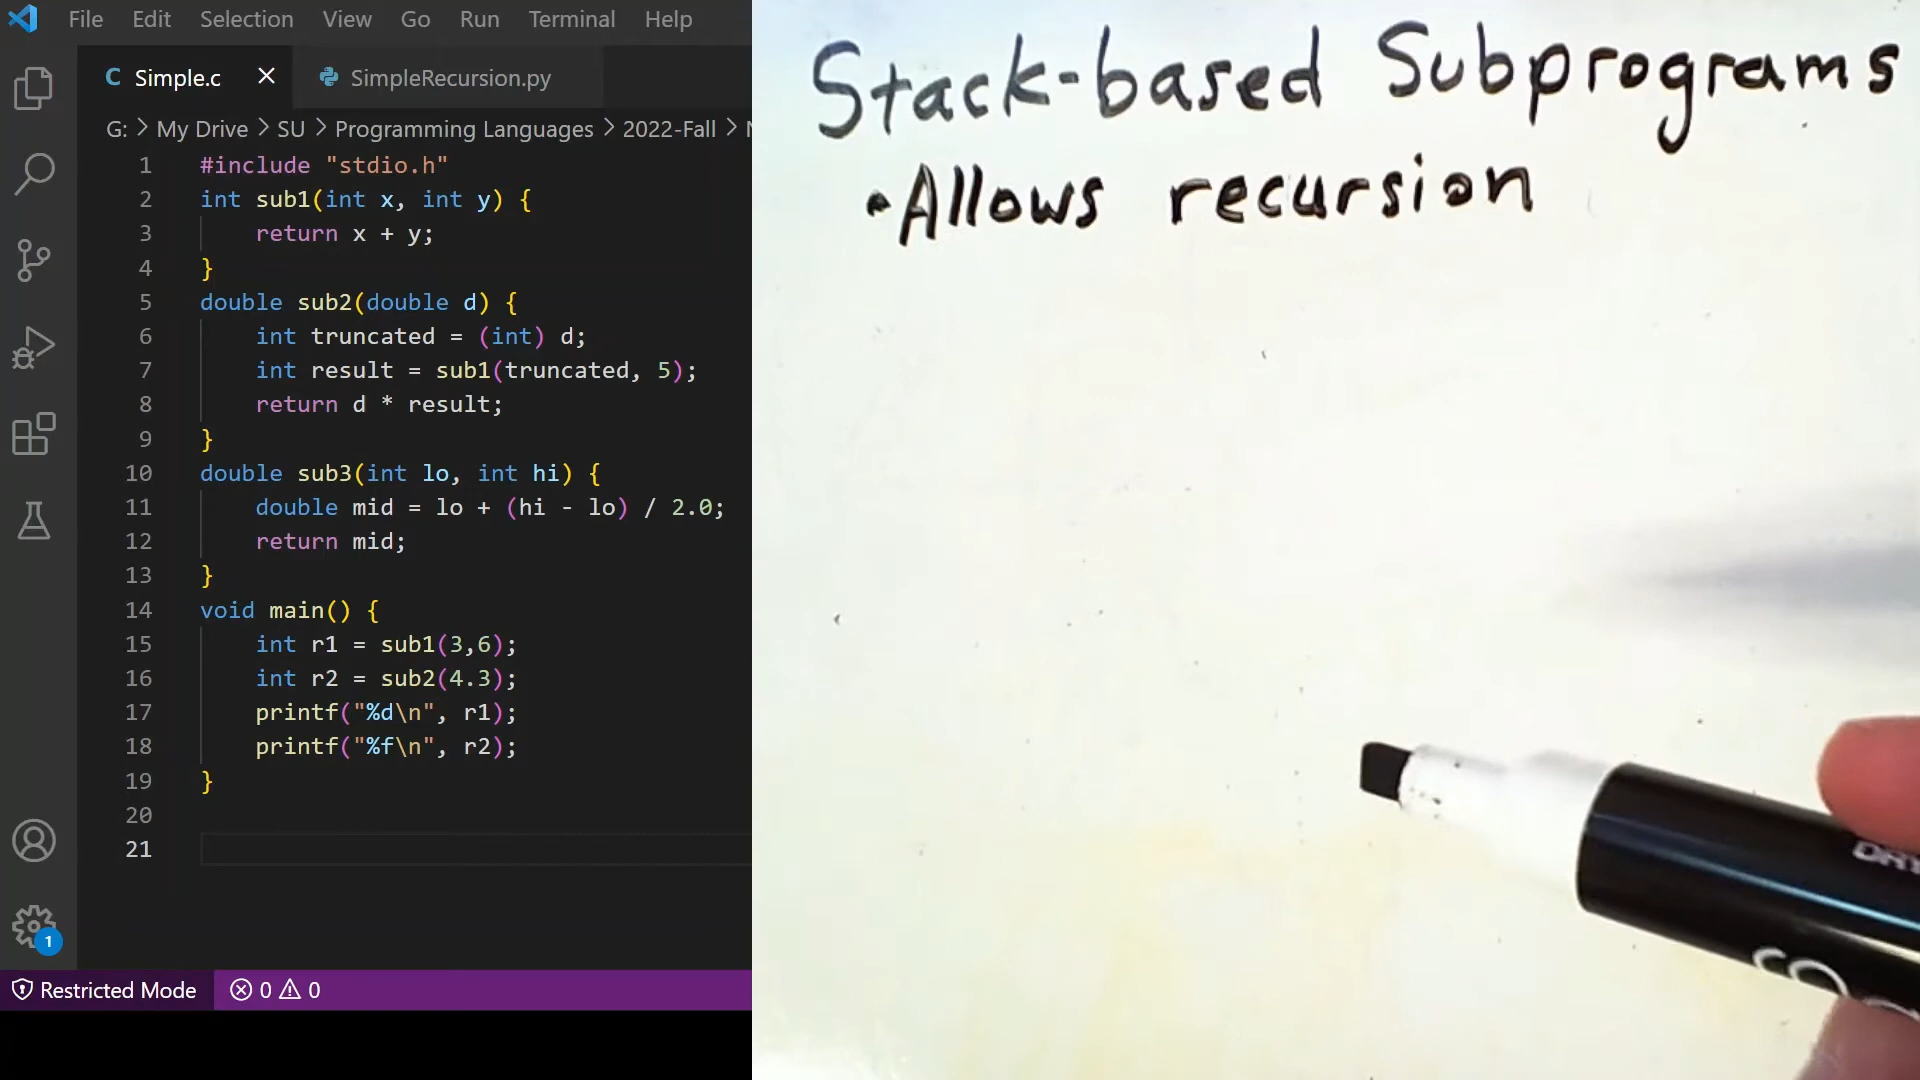 File Edit Selection View Go Run Terminal Help
Simple.c SimpleRecursion.py
G: > My Drive > SU > Programming Languages > 2022-Fall >
1 #include "stdio.h"
2 int sub1(int x, int y) {
3 return x + y;
4 }
5 double sub2(double d) {
6 int truncated = (int) d;
7 int result = sub1(truncated, 5);
8 return d * result;
9 }
10 double sub3(int lo, int hi) {
11 double mid = lo + (hi - lo) / 2.0;
12 return mid;
13 }
14 void main() {
15 int r1 = sub1(3,6);
16 int r2 = sub2(4.3);
17 printf("%d\n", r1);
18 printf("%f\n", r2);
19 }
20
21
1
Restricted Mode 0 0
Stack-based Subprograms
• Allows recursion